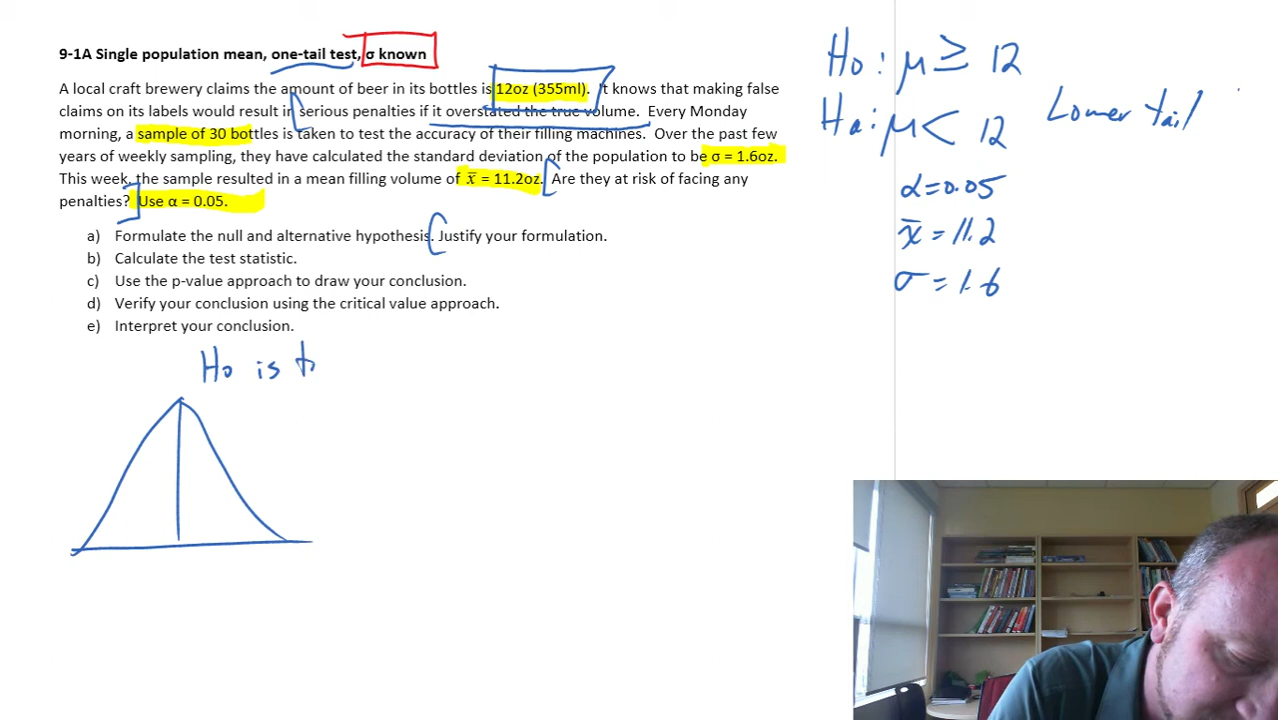 9-1A Single population mean, one-tail test, σ known
A local craft brewery claims the amount of beer in its bottles is 12oz (355ml). It knows that making false
claims on its labels would result in serious penalties if it overstated the true volume. Every Monday
morning, a sample of 30 bottles is taken to test the accuracy of their filling machines. Over the past few
years of weekly sampling, they have calculated the standard deviation of the population to be σ = 1.6oz.
This week, the sample resulted in a mean filling volume of x̅ = 11.2oz. Are they at risk of facing any
penalties? Use α = 0.05.
a) Formulate the null and alternative hypothesis. Justify your formulation.
b) Calculate the test statistic.
c) Use the p-value approach to draw your conclusion.
d) Verify your conclusion using the critical value approach.
e) Interpret your conclusion.
Ho is t
Ho: μ ≥ 12
Ha: μ < 12 Lower tail
α=0.05
x̅ = 11.2
σ = 1.6